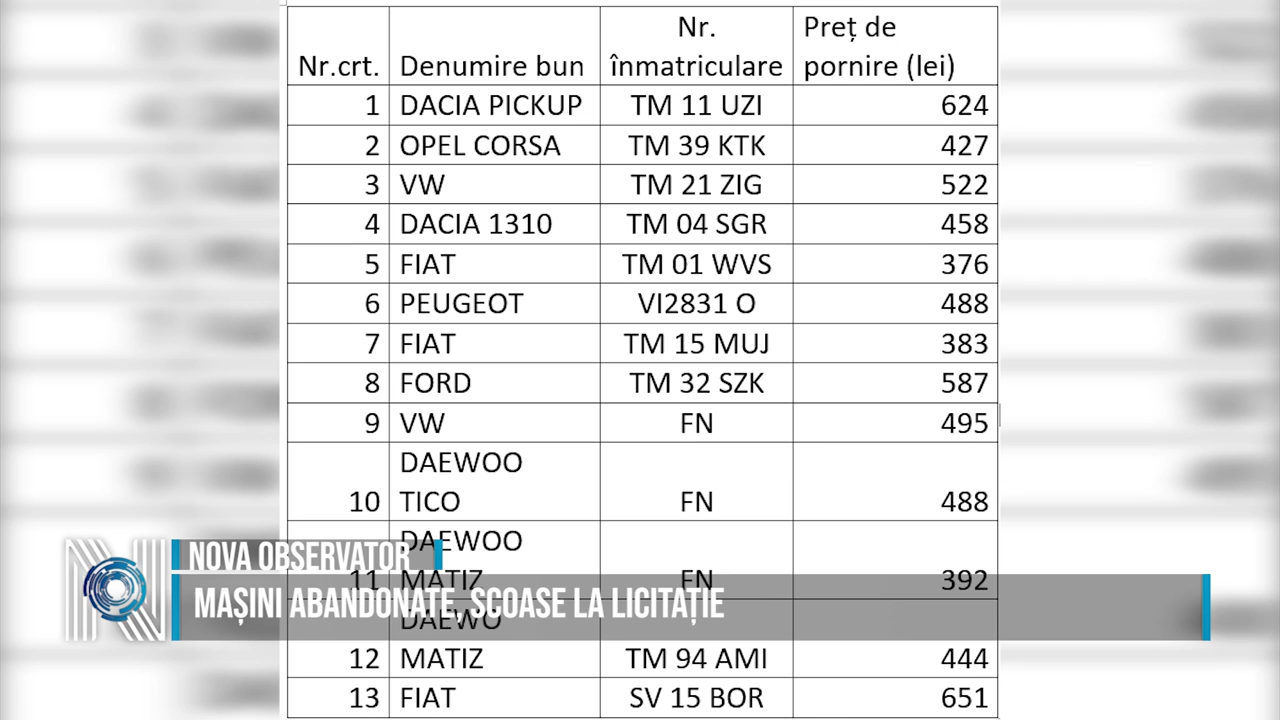 Nr.
Preț de
Nr.crt. Denumire bun înmatriculare pornire (lei)
1 DACIA PICKUP TM 11 UZI 624
2 OPEL CORSA TM 39 KTK 427
3 VW TM 21 ZIG 522
4 DACIA 1310 TM 04 SGR 458
5 FIAT TM 01 WVS 376
6 PEUGEOT VI2831 O 488
7 FIAT TM 15 MUJ 383
8 FORD TM 32 SZK 587
9 VW FN 495
DAEWOO
10 TICO FN 488
DAEWOO
11 MATIZ FN 392
DAEWO
12 MATIZ TM 94 AMI 444
13 FIAT SV 15 BOR 651
NOVA OBSERVATOR
MAȘINI ABANDONATE, SCOASE LA LICITAȚIE